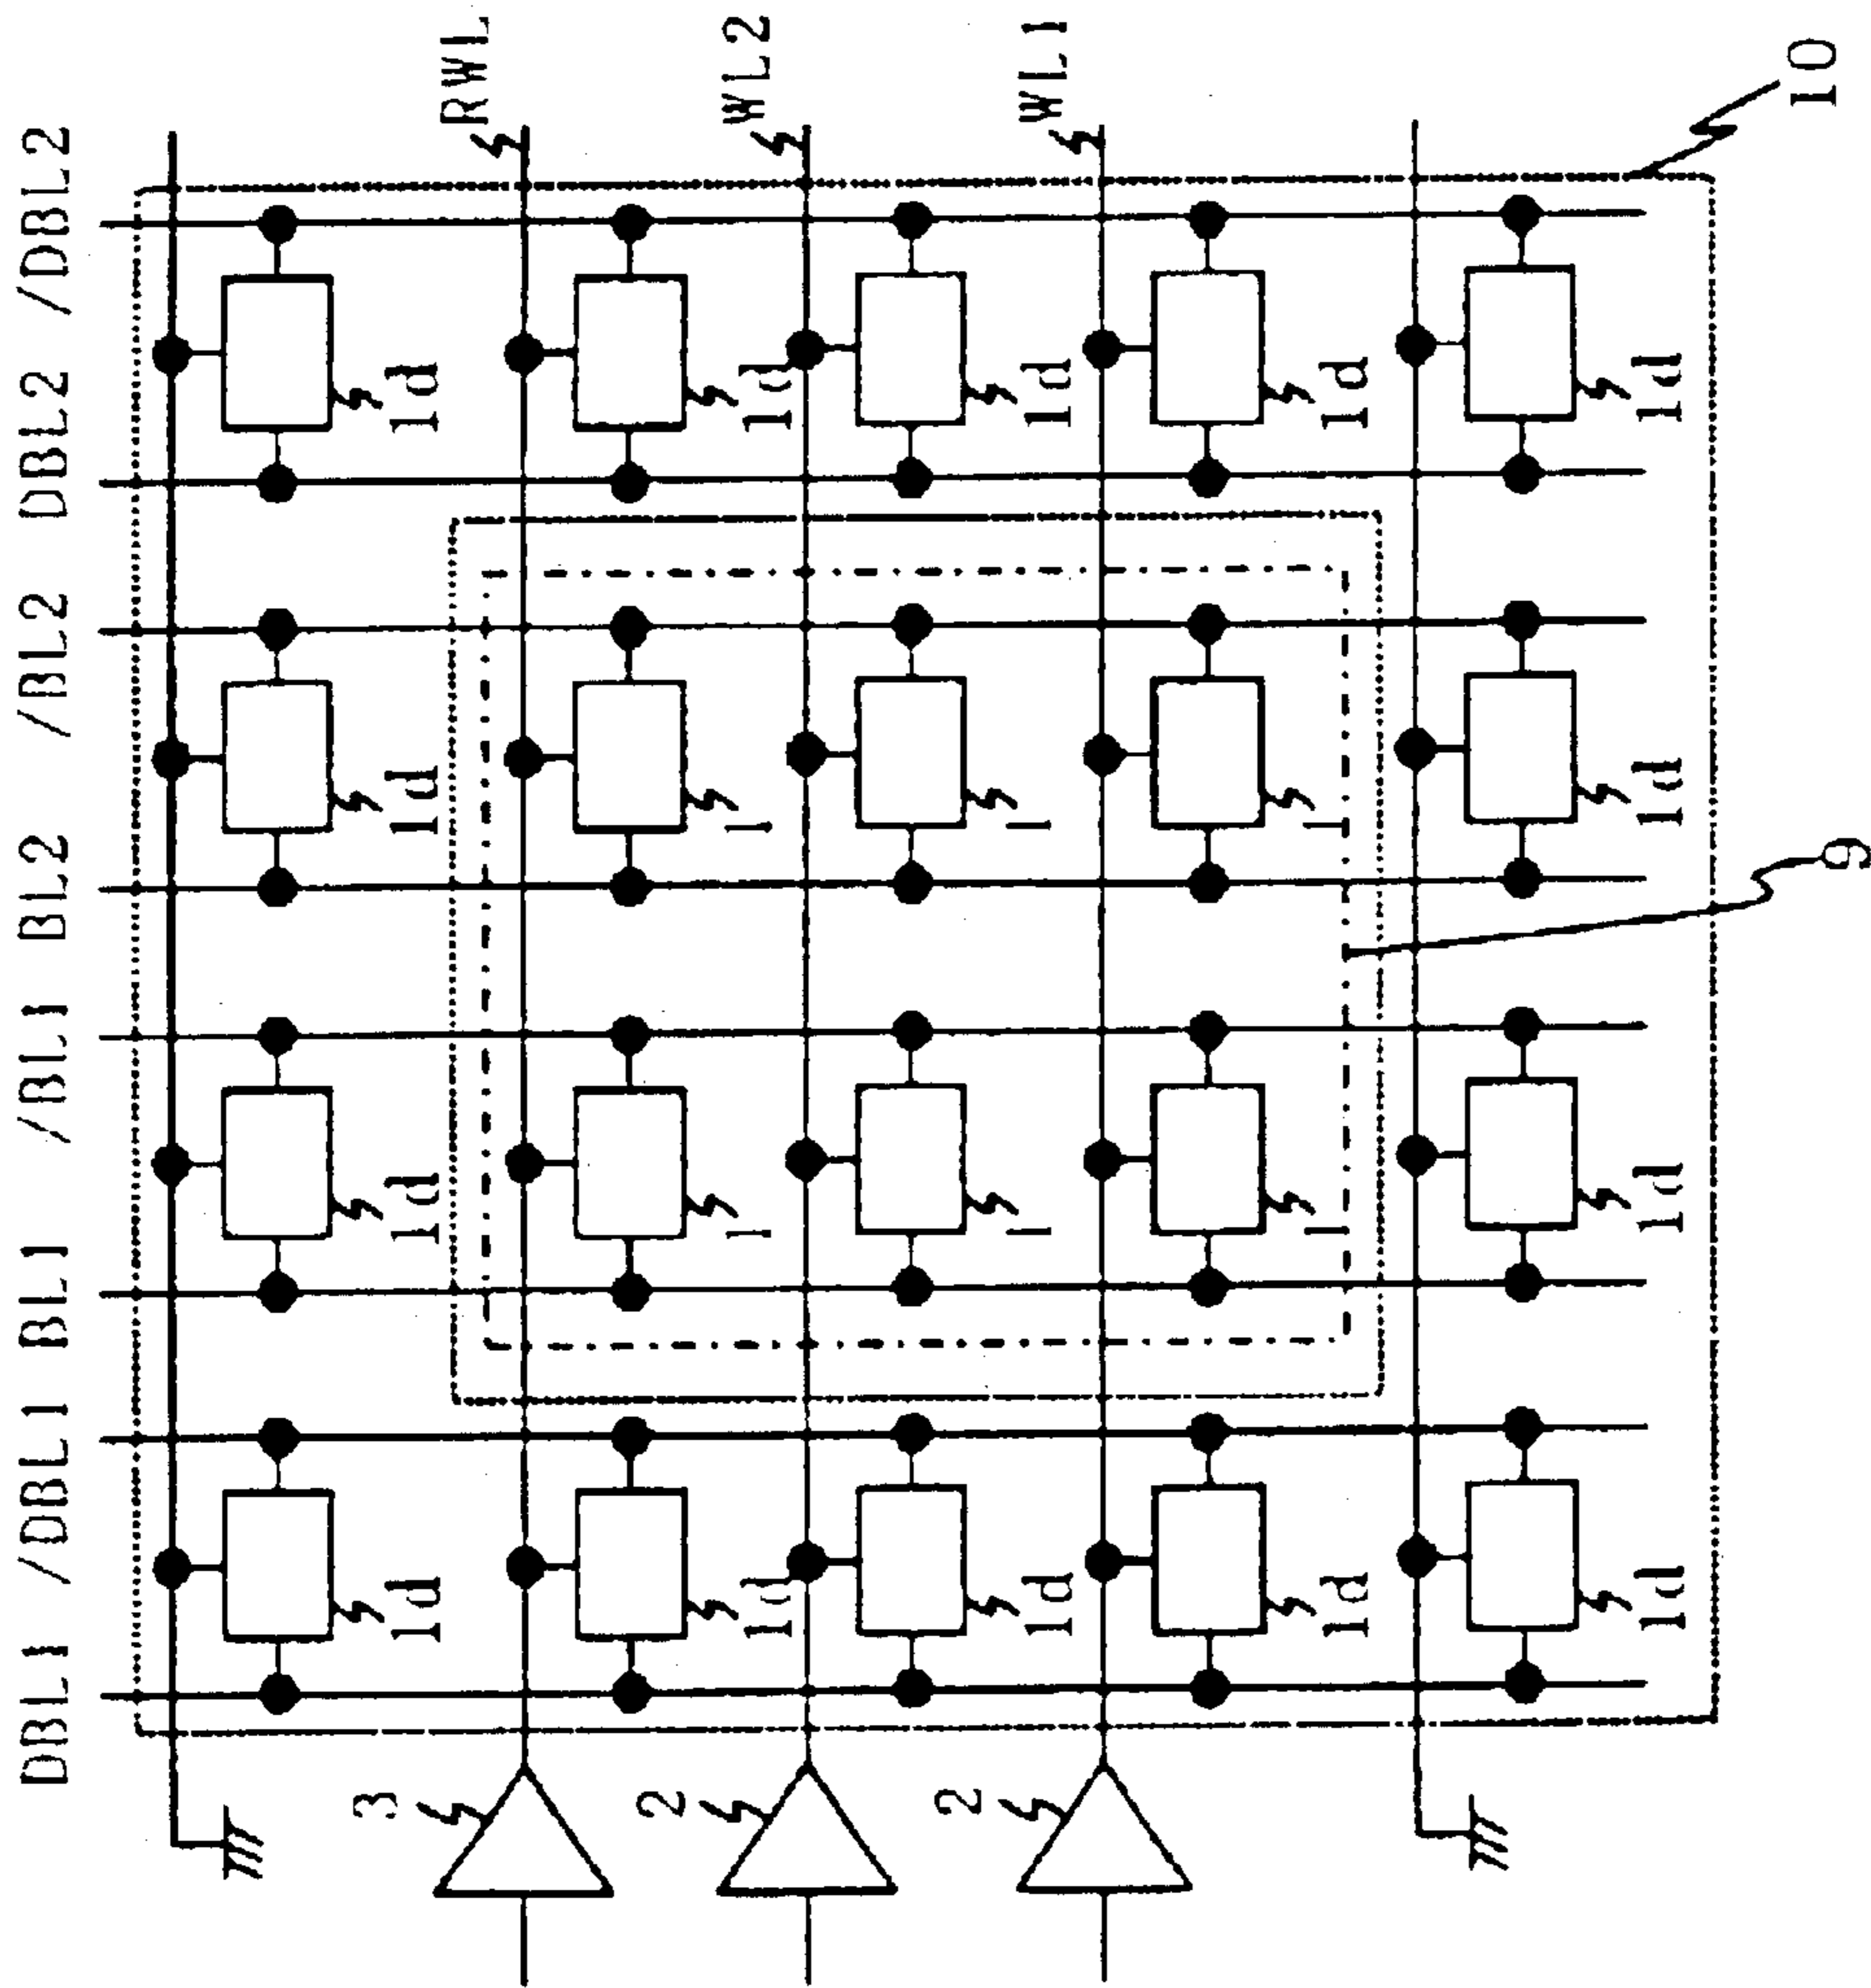 DBL1 /DBL1 BL1 /BL1 BL2 /BL2 DBL2 /DBL2
3
1d 1d 1d 1d
RWL
2
1d 1 1 1d
WL2
2
1d 1 1 1d
WL1
1d 1 1 1d
1d 1d 1d 1d
10
9